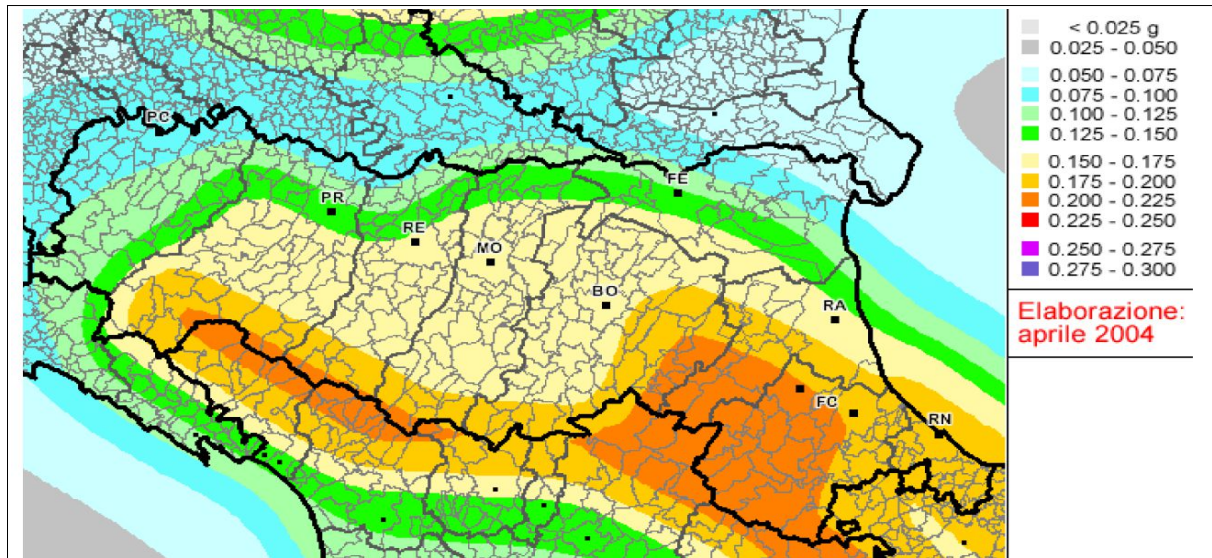 PC
PR
RE
MO
BO
FE
RA
FC
RN
< 0.025 g
0.025 - 0.050
0.050 - 0.075
0.075 - 0.100
0.100 - 0.125
0.125 - 0.150
0.150 - 0.175
0.175 - 0.200
0.200 - 0.225
0.225 - 0.250
0.250 - 0.275
0.275 - 0.300
Elaborazione:
aprile 2004